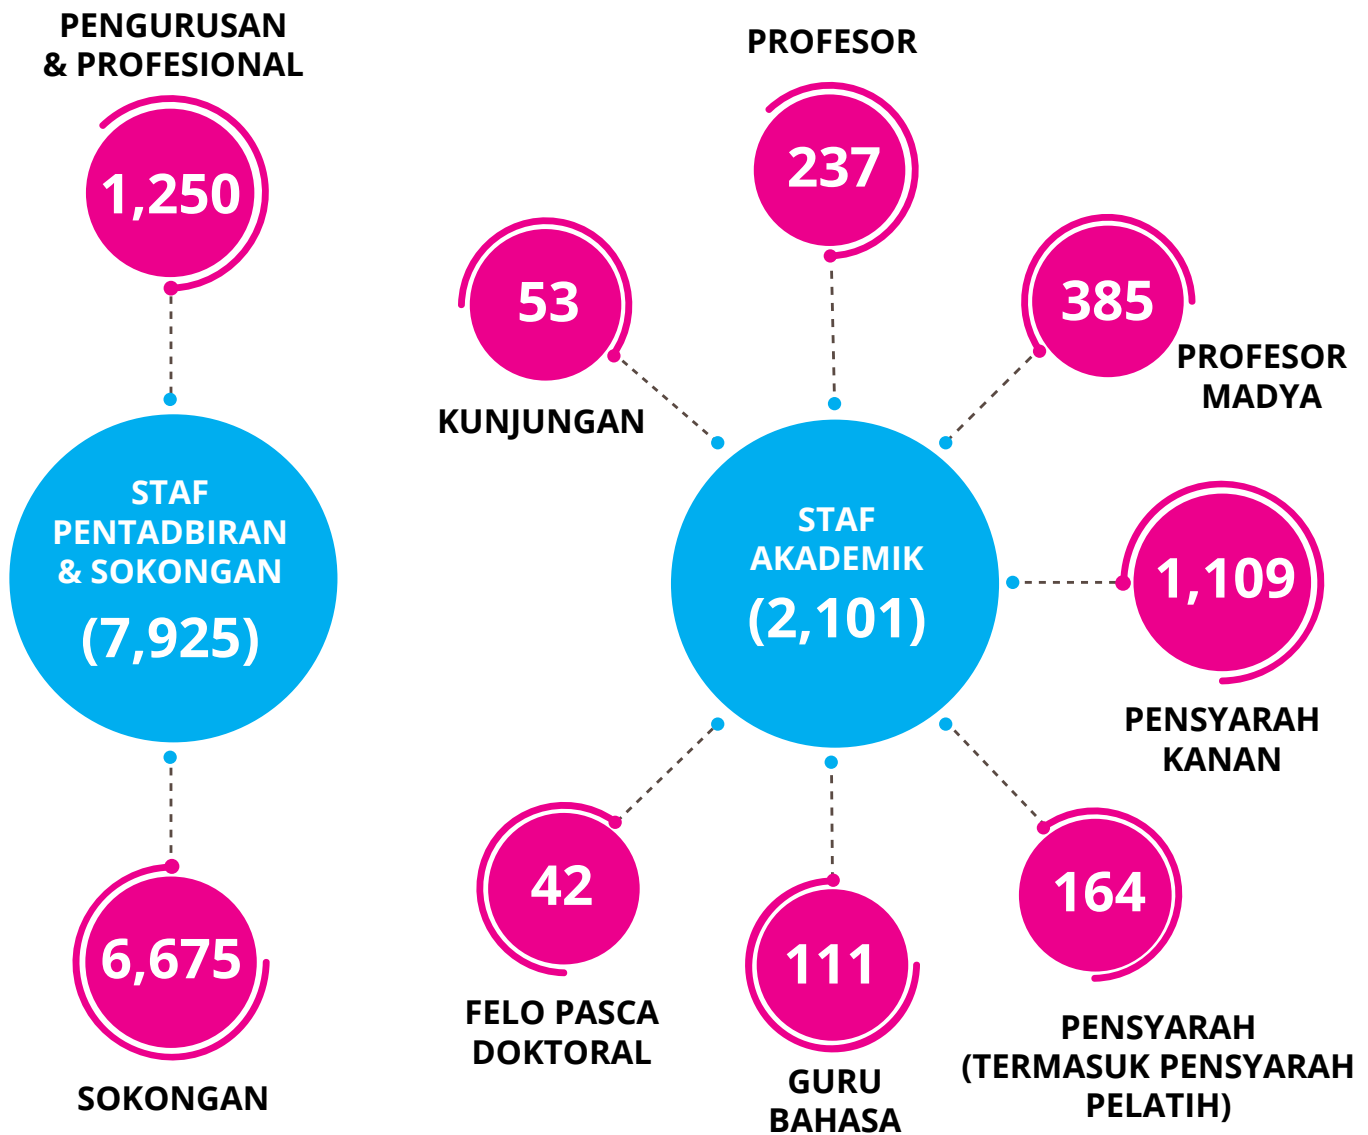 PENGURUSAN
& PROFESIONAL
1,250
STAF
PENTADBIRAN
& SOKONGAN
(7,925)
6,675
SOKONGAN
PROFESOR
237
385
PROFESOR
MADYA
53
KUNJUNGAN
STAF
AKADEMIK
(2,101)
1,109
PENSYARAH
KANAN
42
FELO PASCA
DOKTORAL
111
GURU
BAHASA
164
PENSYARAH
(TERMASUK PENSYARAH
PELATIH)